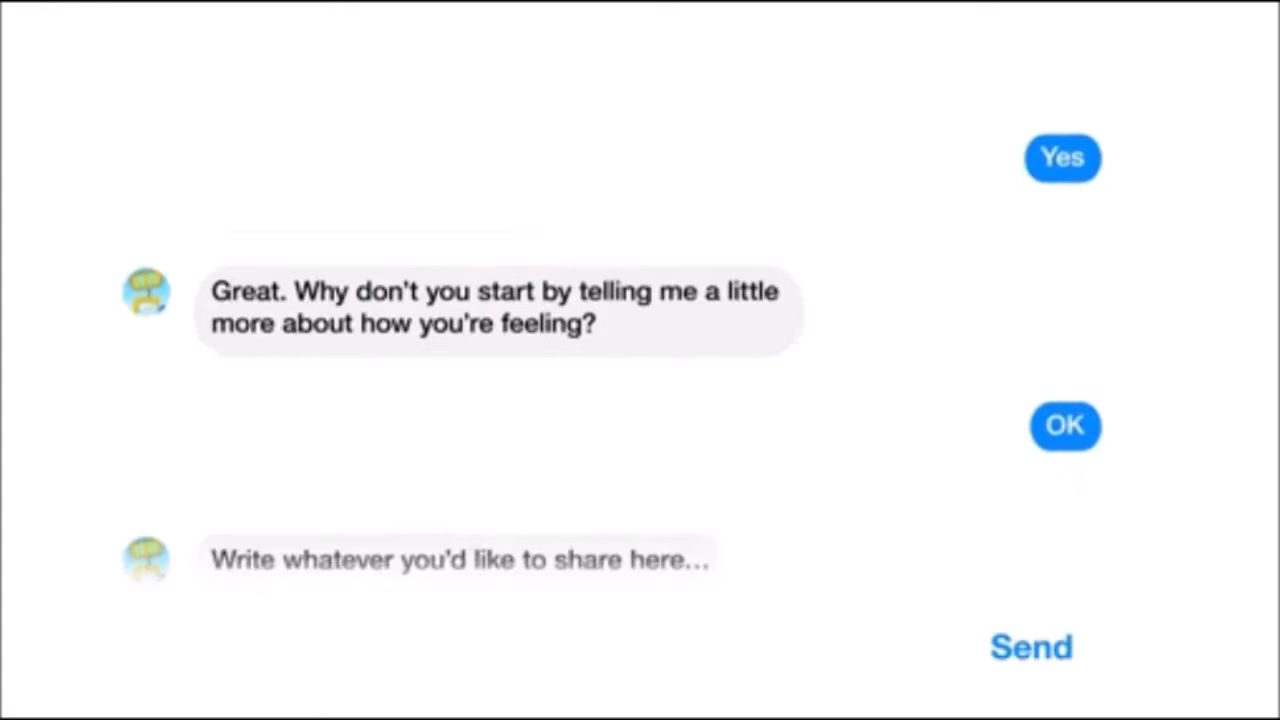 Yes
Great. Why don't you start by telling me a little
more about how you're feeling?
OK
Write whatever you'd like to share here...
Send